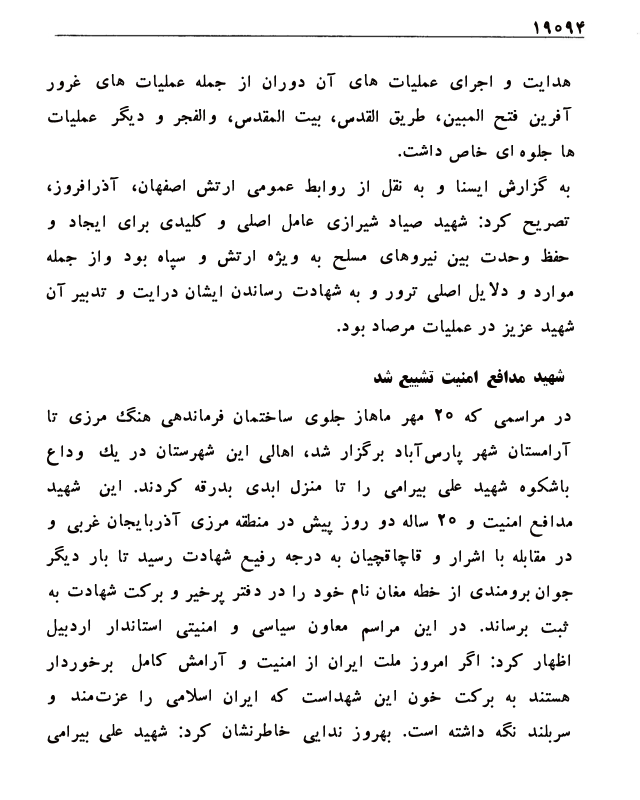 ۱۹۵۹۴
هدایت و اجرای عملیات های آن دوران از جمله عملیات های غرور
آفرین فتح المبین، طریق القدس، بیت المقدس، والفجر و دیگر عملیات
ها جلوه ای خاص داشت.
به گزارش ایسنا و به نقل از روابط عمومی ارتش اصفهان، آذرافروز،
تصریح کرد: شهید صیاد شیرازی عامل اصلی و کلیدی برای ایجاد و
حفظ وحدت بین نیروهای مسلح به ویژه ارتش و سپاه بود واز جمله
موارد و دلایل اصلی ترور و به شهادت رساندن ایشان درایت و تدبیر آن
شهید عزیز در عملیات مرصاد بود.
شهید مدافع امنیت تشییع شد
در مراسمی که ۲۵ مهر ماهاز جلوی ساختمان فرماندهی هنگ مرزی تا
آرامستان شهر پارس‌آباد برگزار شد، اهالی این شهرستان در یك وداع
باشکوه شهید علی بیرامی را تا منزل ابدی بدرقه کردند. این شهید
مدافع امنیت و ۲۵ ساله دو روز پیش در منطقه مرزی آذربایجان غربی و
در مقابله با اشرار و قاچاقچیان به درجه رفیع شهادت رسید تا بار دیگر
جوان برومندی از خطه مغان نام خود را در دفتر پرخیر و برکت شهادت به
ثبت برساند. در این مراسم معاون سیاسی و امنیتی استاندار اردبیل
اظهار کرد: اگر امروز ملت ایران از امنیت و آرامش کامل برخوردار
هستند به برکت خون این شهداست که ایران اسلامی را عزت‌مند و
سربلند نگه داشته است. بهروز ندایی خاطرنشان کرد: شهید علی بیرامی